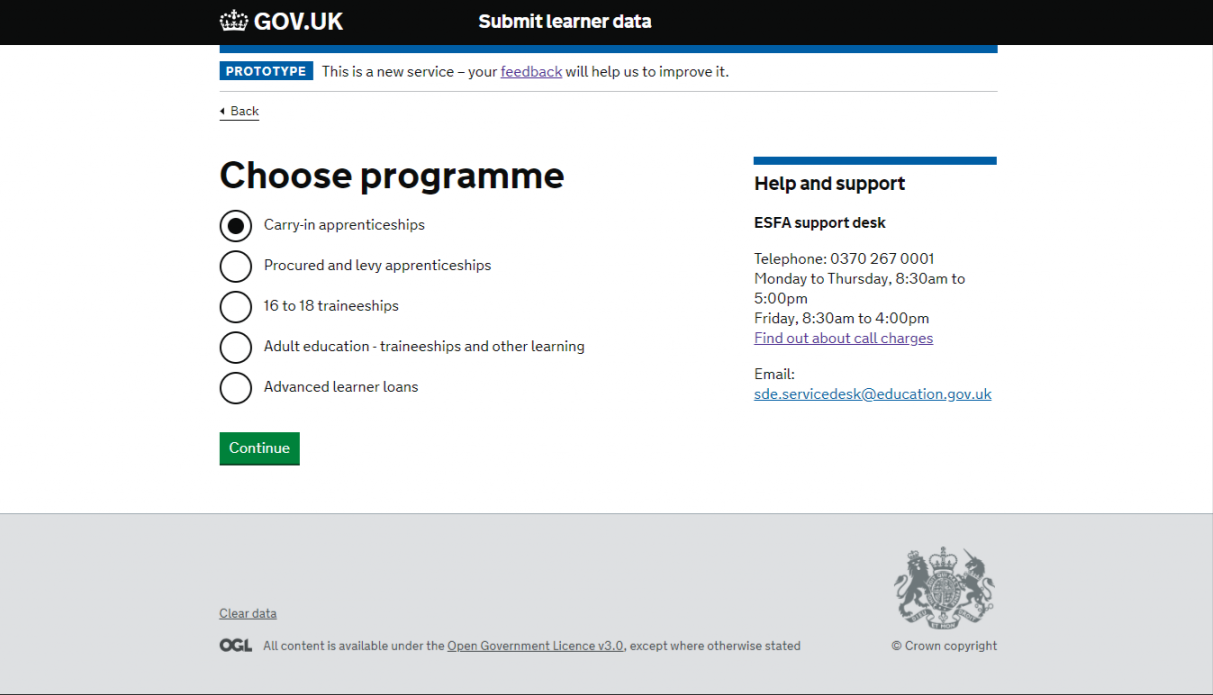 GOV.UK
Submit learner data
PROTOTYPE This is a new service – your feedback will help us to improve it.
Back
Choose programme
Carry-in apprenticeships
Procured and levy apprenticeships
16 to 18 traineeships
Adult education - traineeships and other learning
Advanced learner loans
Continue
Help and support
ESFA support desk
Telephone: 0370 267 0001
Monday to Thursday, 8:30am to
5:00pm
Friday, 8:30am to 4:00pm
Find out about call charges
Email:
sde.servicedesk@education.gov.uk
Clear data
OGL All content is available under the Open Government Licence v3.0, except where otherwise stated
© Crown copyright